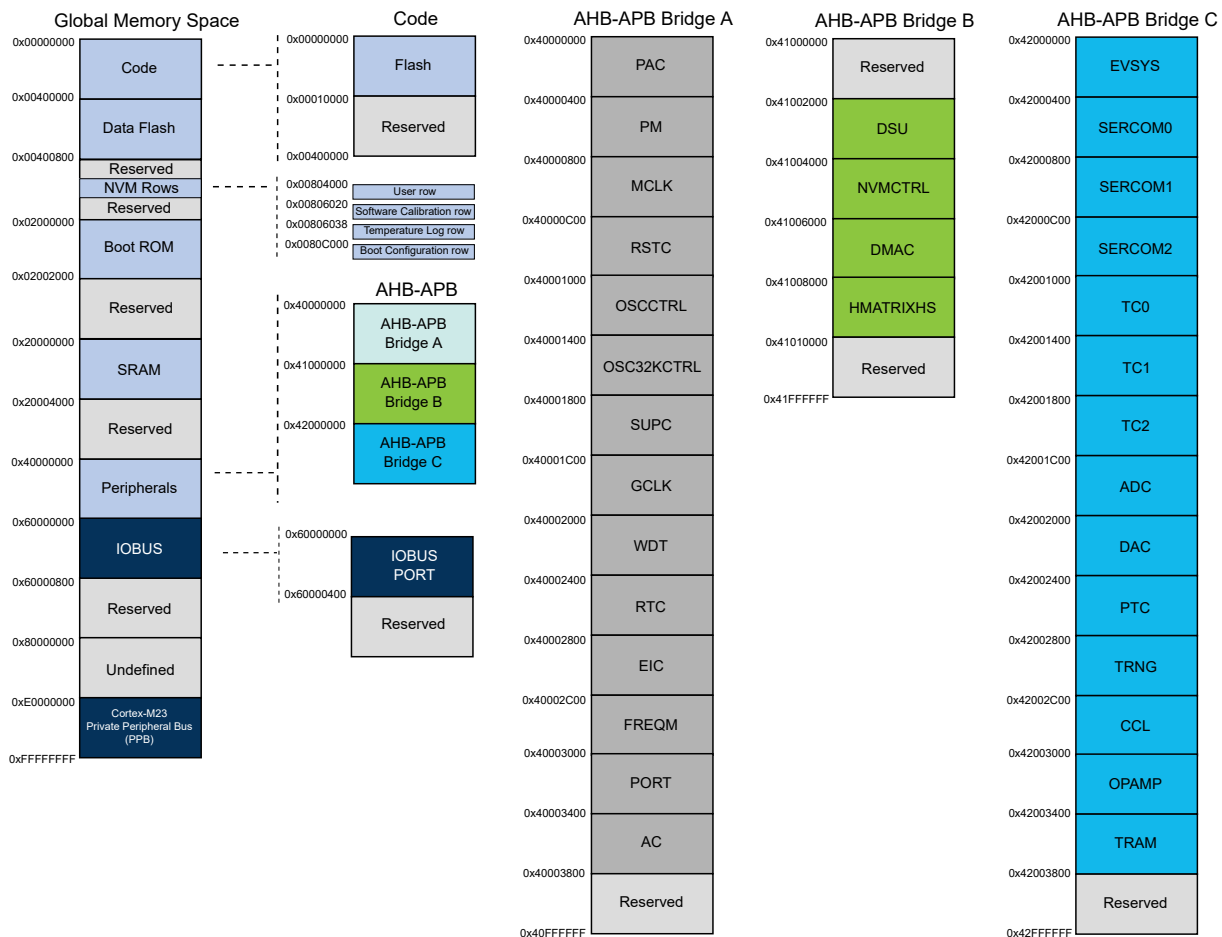 Global Memory Space
0x00000000
Code
0x00400000
Data Flash
0x00400800
Reserved
NVM Rows
Reserved
0x02000000
Boot ROM
0x02002000
Reserved
0x20000000
SRAM
0x20004000
Reserved
0x40000000
Peripherals
0x60000000
IOBUS
0x60000800
Reserved
0x80000000
Undefined
0xE0000000
Cortex-M23
Private Peripheral Bus
(PPB)
0xFFFFFFFF
Code
0x00000000
Flash
0x00010000
Reserved
0x00400000
0x00804000
User row
0x00806020
Software Calibration row
0x00806038
Temperature Log row
0x0080C000
Boot Configuration row
AHB-APB
0x40000000
AHB-APB
Bridge A
0x41000000
AHB-APB
Bridge B
0x42000000
AHB-APB
Bridge C
0x60000000
IOBUS
PORT
0x60000400
Reserved
AHB-APB Bridge A
0x40000000
PAC
0x40000400
PM
0x40000800
MCLK
0x40000C00
RSTC
0x40001000
OSCCTRL
0x40001400
OSC32KCTRL
0x40001800
SUPC
0x40001C00
GCLK
0x40002000
WDT
0x40002400
RTC
0x40002800
EIC
0x40002C00
FREQM
0x40003000
PORT
0x40003400
AC
0x40003800
Reserved
0x40FFFFFF
AHB-APB Bridge B
0x41000000
Reserved
0x41002000
DSU
0x41004000
NVMCTRL
0x41006000
DMAC
0x41008000
HMATRIXHS
0x41010000
Reserved
0x41FFFFFF
AHB-APB Bridge C
0x42000000
EVSYS
0x42000400
SERCOM0
0x42000800
SERCOM1
0x42000C00
SERCOM2
0x42001000
TC0
0x42001400
TC1
0x42001800
TC2
0x42001C00
ADC
0x42002000
DAC
0x42002400
PTC
0x42002800
TRNG
0x42002C00
CCL
0x42003000
OPAMP
0x42003400
TRAM
0x42003800
Reserved
0x42FFFFFF